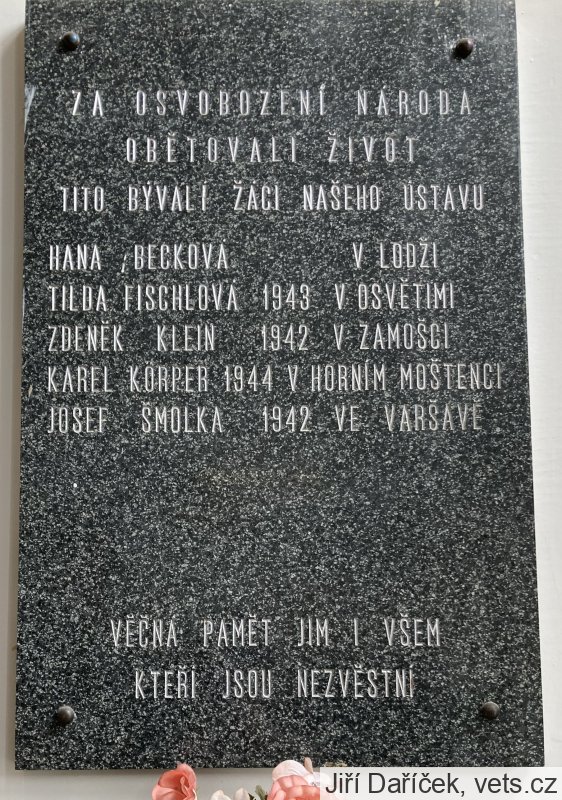 ZA OSVOBOZENÍ NÁRODA
OBĚTOVALI ŽIVOT
TITO BÝVALÍ ŽÁCI NAŠEHO ÚSTAVU
HANA BECKOVÁ V LODŽI
TILDA FISCHLOVÁ 1943 V OSVĚTIMI
ZDENĚK KLEIN 1942 V ZAMOŠCI
KAREL KÖRPER 1944 V HORNÍM MOŠTENCI
JOSEF SMOLKA 1942 VE VARŠAVĚ
VĚČNÁ PAMĚT JIM I VŠEM
KTEŘÍ JSOU NEZVĚSTNÍ
Jiří Daříček, vets.cz